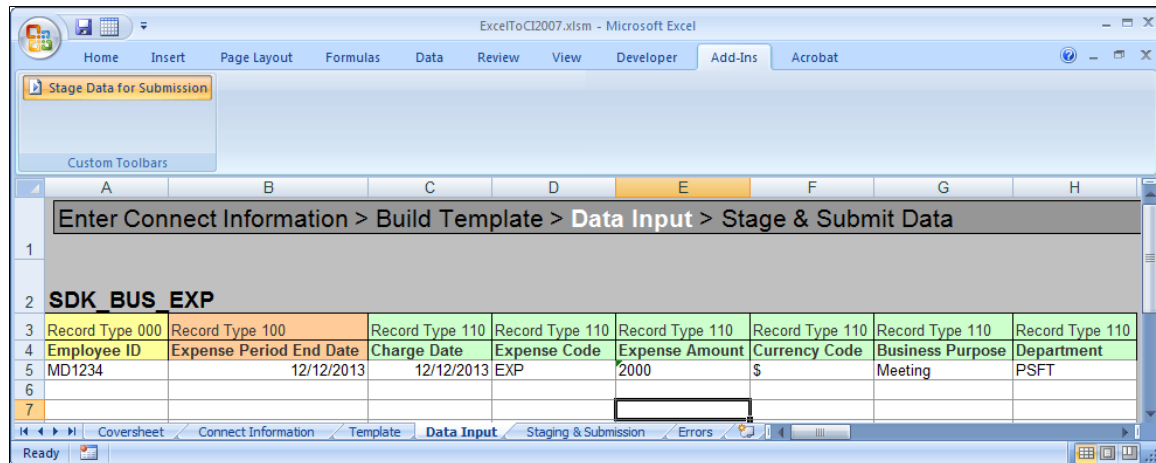 ExcelToCI2007.xlsm - Microsoft Excel
Home Insert Page Layout Formulas Data Review View Developer Add-Ins Acrobat
Stage Data for Submission
Custom Toolbars
A B C D E F G H
1 Enter Connect Information > Build Template > Data Input > Stage & Submit Data
2 SDK_BUS_EXP
3 Record Type 000 Record Type 100 Record Type 110 Record Type 110 Record Type 110 Record Type 110 Record Type 110 Record Type 110
4 Employee ID Expense Period End Date Charge Date Expense Code Expense Amount Currency Code Business Purpose Department
5 MD1234 12/12/2013 12/12/2013 EXP 2000 $ Meeting PSFT
6
7
Coversheet Connect Information Template Data Input Staging & Submission Errors
Ready